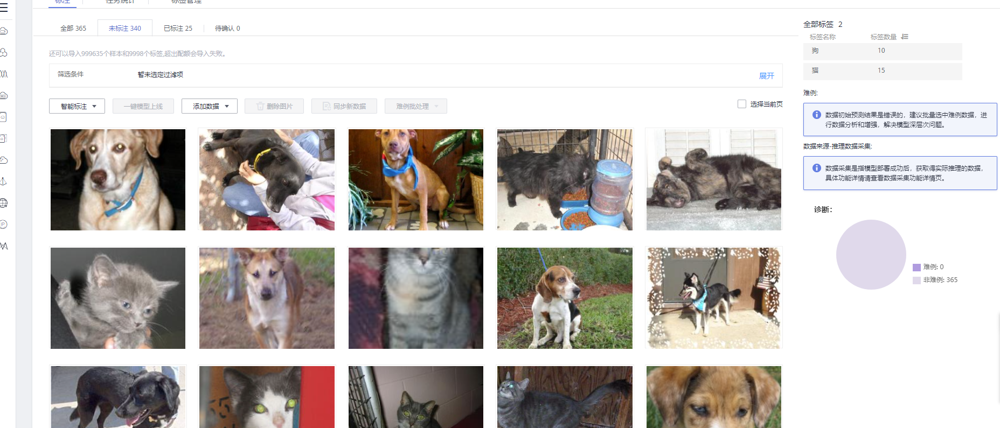 标注 任务统计 标签管理
全部 365 未标注 340 已标注 25 待确认 0
还可以导入999635个样本和9998个标签,超出配额会导入失败。
筛选条件 暂未选定过滤项 展开
智能标注 一键模型上线 添加数据 删除图片 同步新数据 难例批处理 选择当前页
全部标签 2
标签名称 标签数量
狗 10
猫 15
难例:
数据初始预测结果是错误的，建议批量选中难例数据，进
行数据分析和增强，解决模型深层次问题。
数据来源-推理数据采集:
数据采集是指模型部署成功后，获取得实际推理的数据，
具体功能详情请查看数据采集功能详情页。
诊断:
难例: 0
非难例: 365